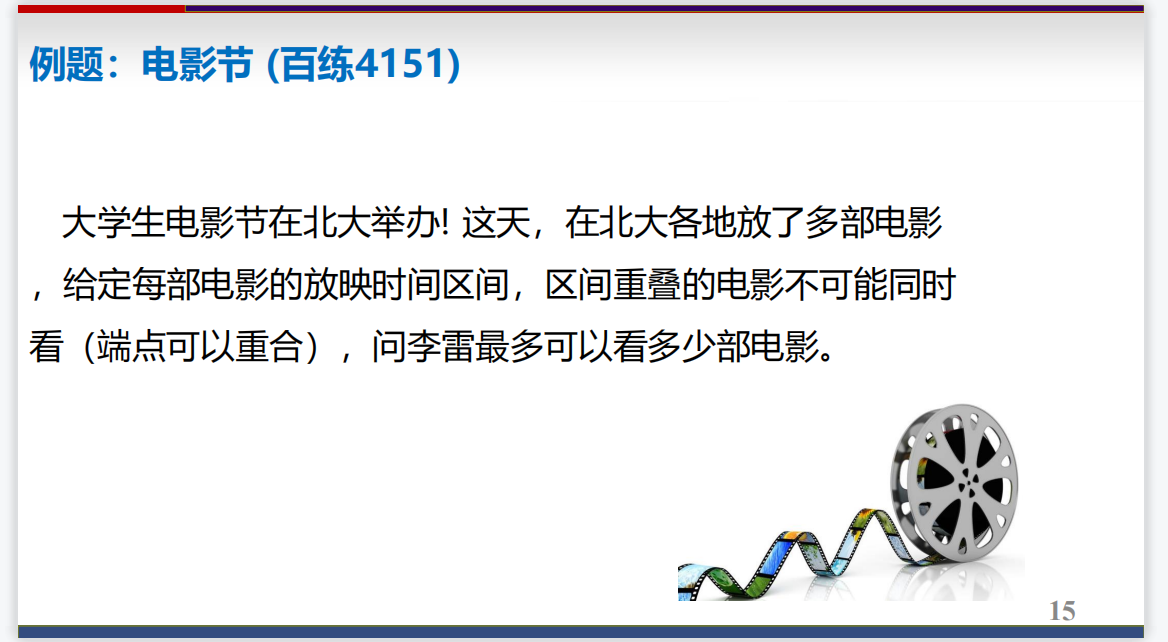 例题：电影节 (百练4151)
大学生电影节在北大举办! 这天，在北大各地放了多部电影
，给定每部电影的放映时间区间，区间重叠的电影不可能同时
看（端点可以重合），问李雷最多可以看多少部电影。
15